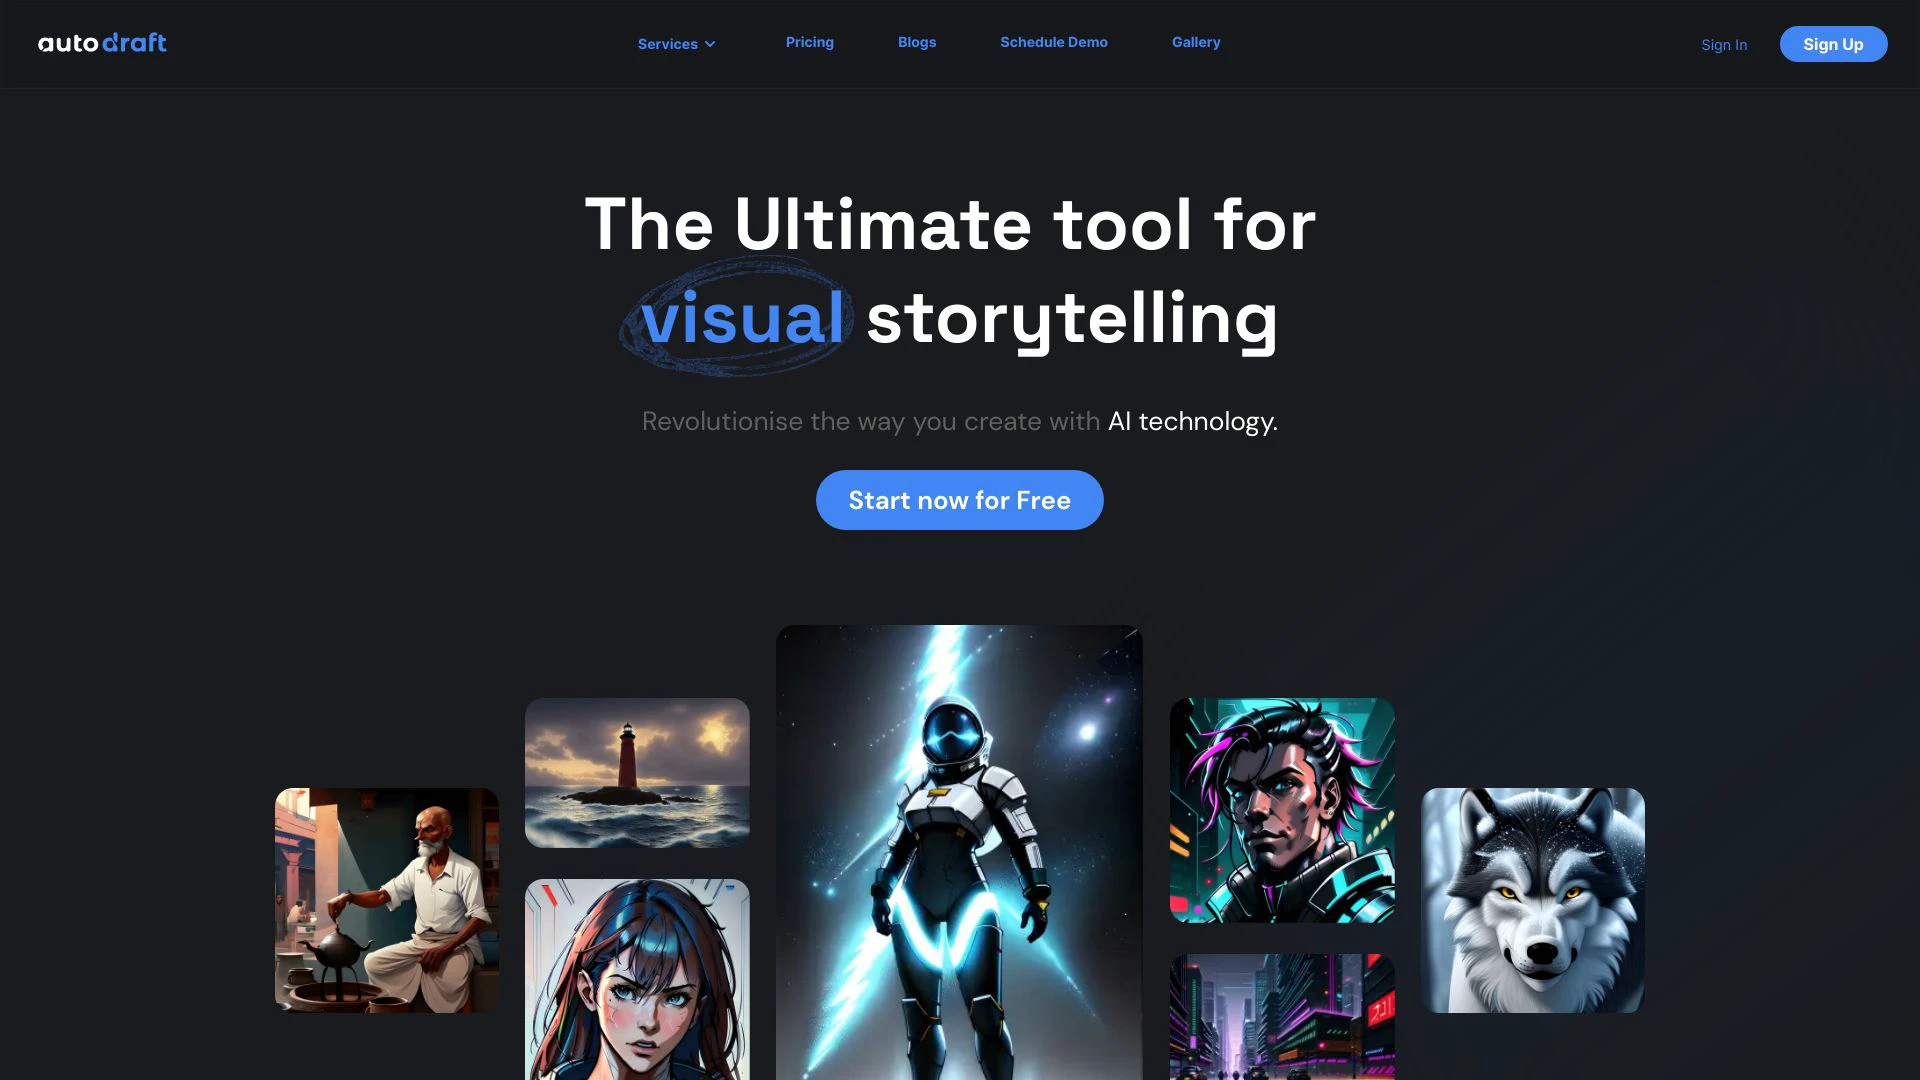 autodraft
Services
Pricing
Blogs
Schedule Demo
Gallery
Sign In
Sign Up
The Ultimate tool for
visual storytelling
Revolutionise the way you create with AI technology.
Start now for Free